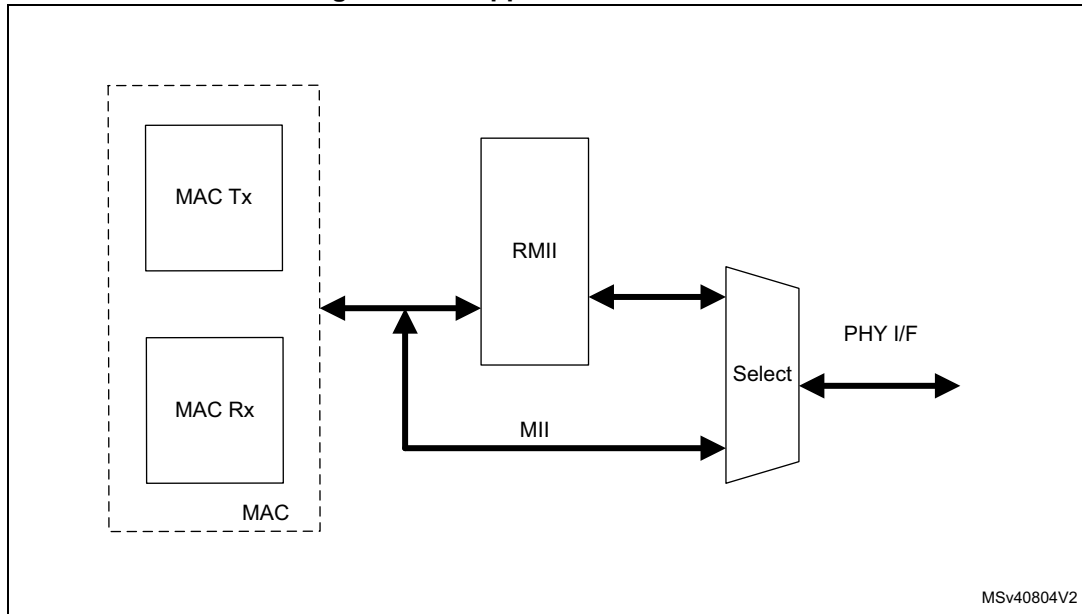 MAC Tx
RMII
PHY I/F
Select
MAC Rx
MII
MAC
MSv40804V2